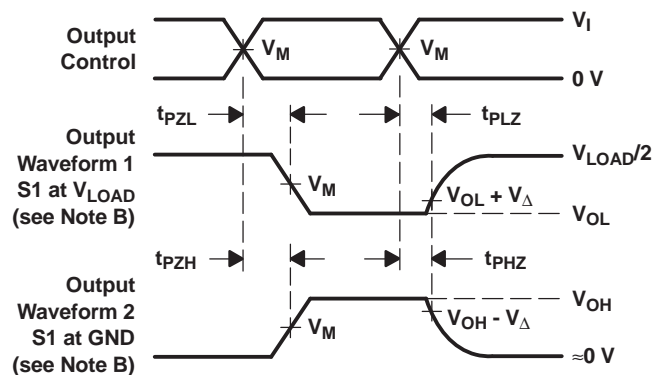 Output
Control
V_I
V_M
V_M
0 V
t_PZL
t_PLZ
Output
Waveform 1
S1 at V_LOAD
(see Note B)
V_LOAD/2
V_M
V_OL + V_Δ
V_OL
t_PZH
t_PHZ
Output
Waveform 2
S1 at GND
(see Note B)
V_OH
V_M
V_OH - V_Δ
≈0 V